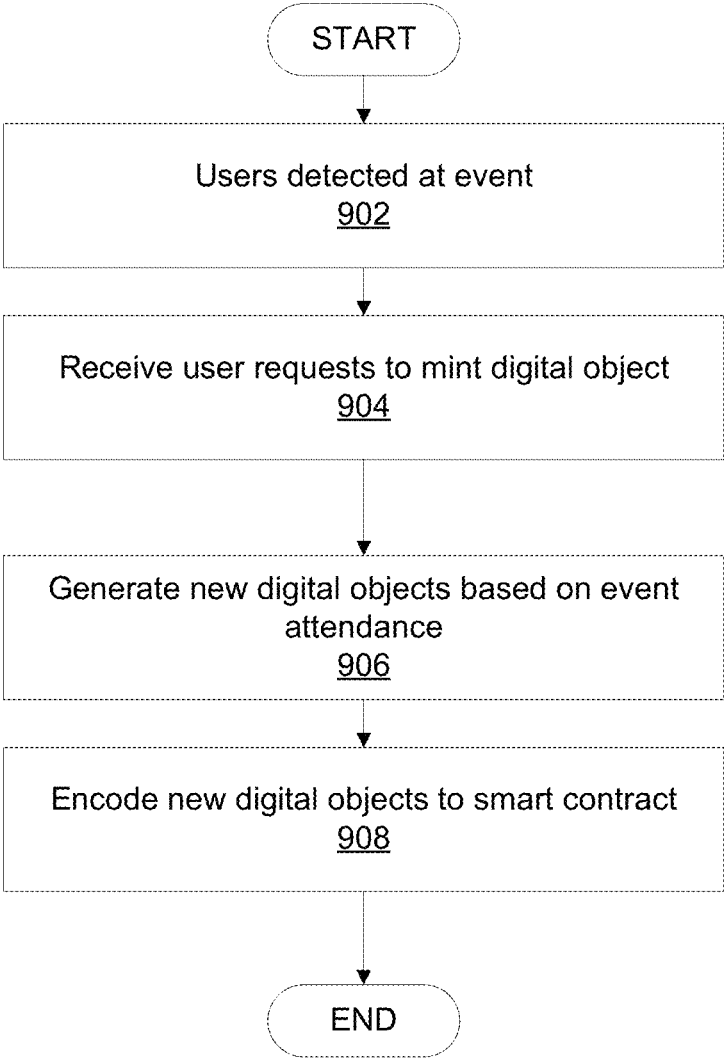 START
Users detected at event
902
Receive user requests to mint digital object
904
Generate new digital objects based on event
attendance
906
Encode new digital objects to smart contract
908
END